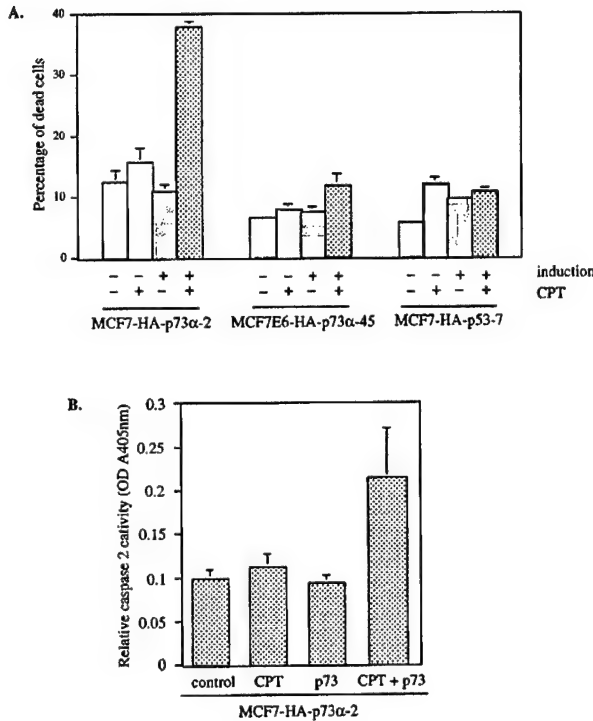 A.
Percentage of dead cells
40
30
20
10
0
− − + + − − + + − − + + induction
− + − + − + − + − + − + CPT
MCF7-HA-p73α-2 MCF7E6-HA-p73α-45 MCF7-HA-p53-7
B.
Relative caspase 2 cativity (OD A405nm)
0.3
0.25
0.2
0.15
0.1
0.05
0
control CPT p73 CPT + p73
MCF7-HA-p73α-2